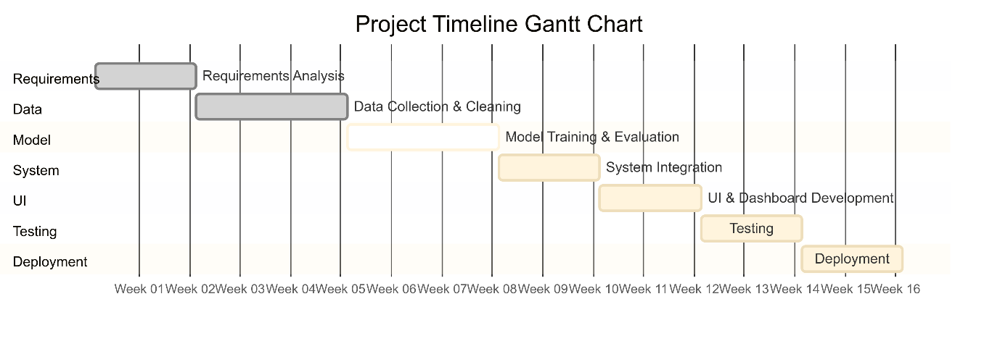 Project Timeline Gantt Chart
Requirements
Requirements Analysis
Data
Data Collection & Cleaning
Model
Model Training & Evaluation
System
System Integration
UI
UI & Dashboard Development
Testing
Testing
Deployment
Deployment
Week 01 Week 02 Week 03 Week 04 Week 05 Week 06 Week 07 Week 08 Week 09 Week 10 Week 11 Week 12 Week 13 Week 14 Week 15 Week 16